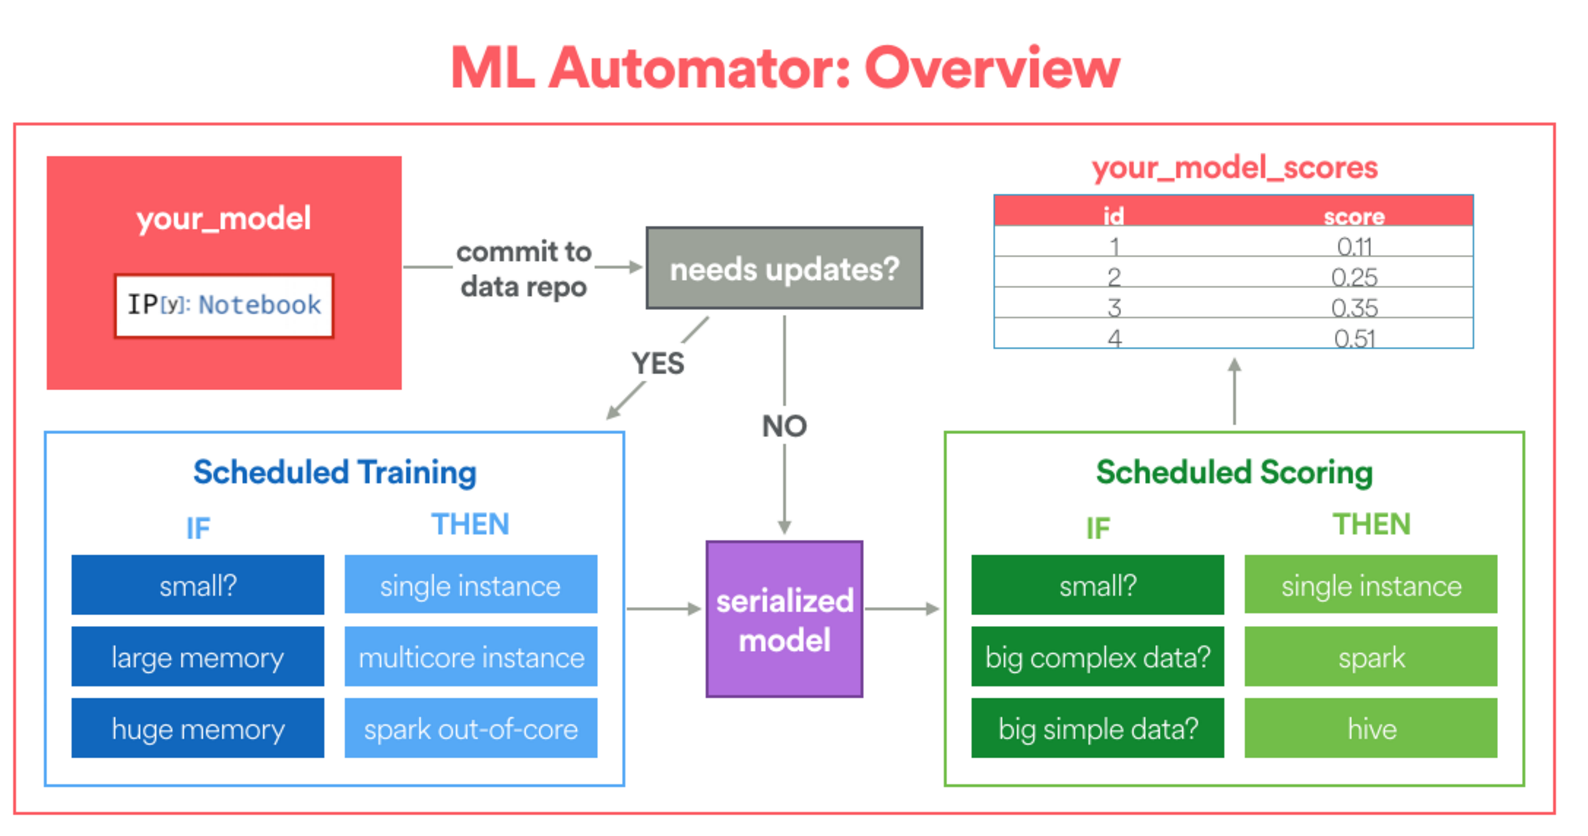 ML Automator: Overview
your_model
IP[y]: Notebook
commit to
data repo
needs updates?
YES
NO
your_model_scores
id score
1 0.11
2 0.25
3 0.35
4 0.51
Scheduled Training
IF THEN
small? single instance
large memory multicore instance
huge memory spark out-of-core
serialized
model
Scheduled Scoring
IF THEN
small? single instance
big complex data? spark
big simple data? hive